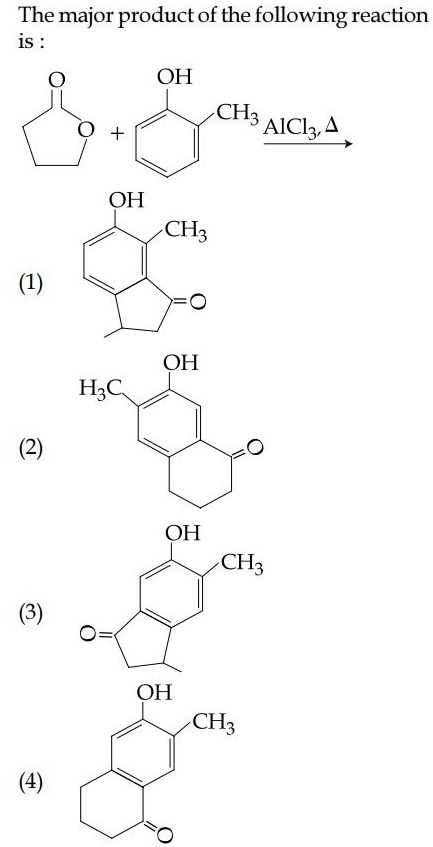 The major product of the following reaction
is :
O
O
+
OH
CH3
AlCl3, Δ
(1)
OH
CH3
O
(2)
OH
H3C
O
(3)
OH
CH3
O
(4)
OH
CH3
O